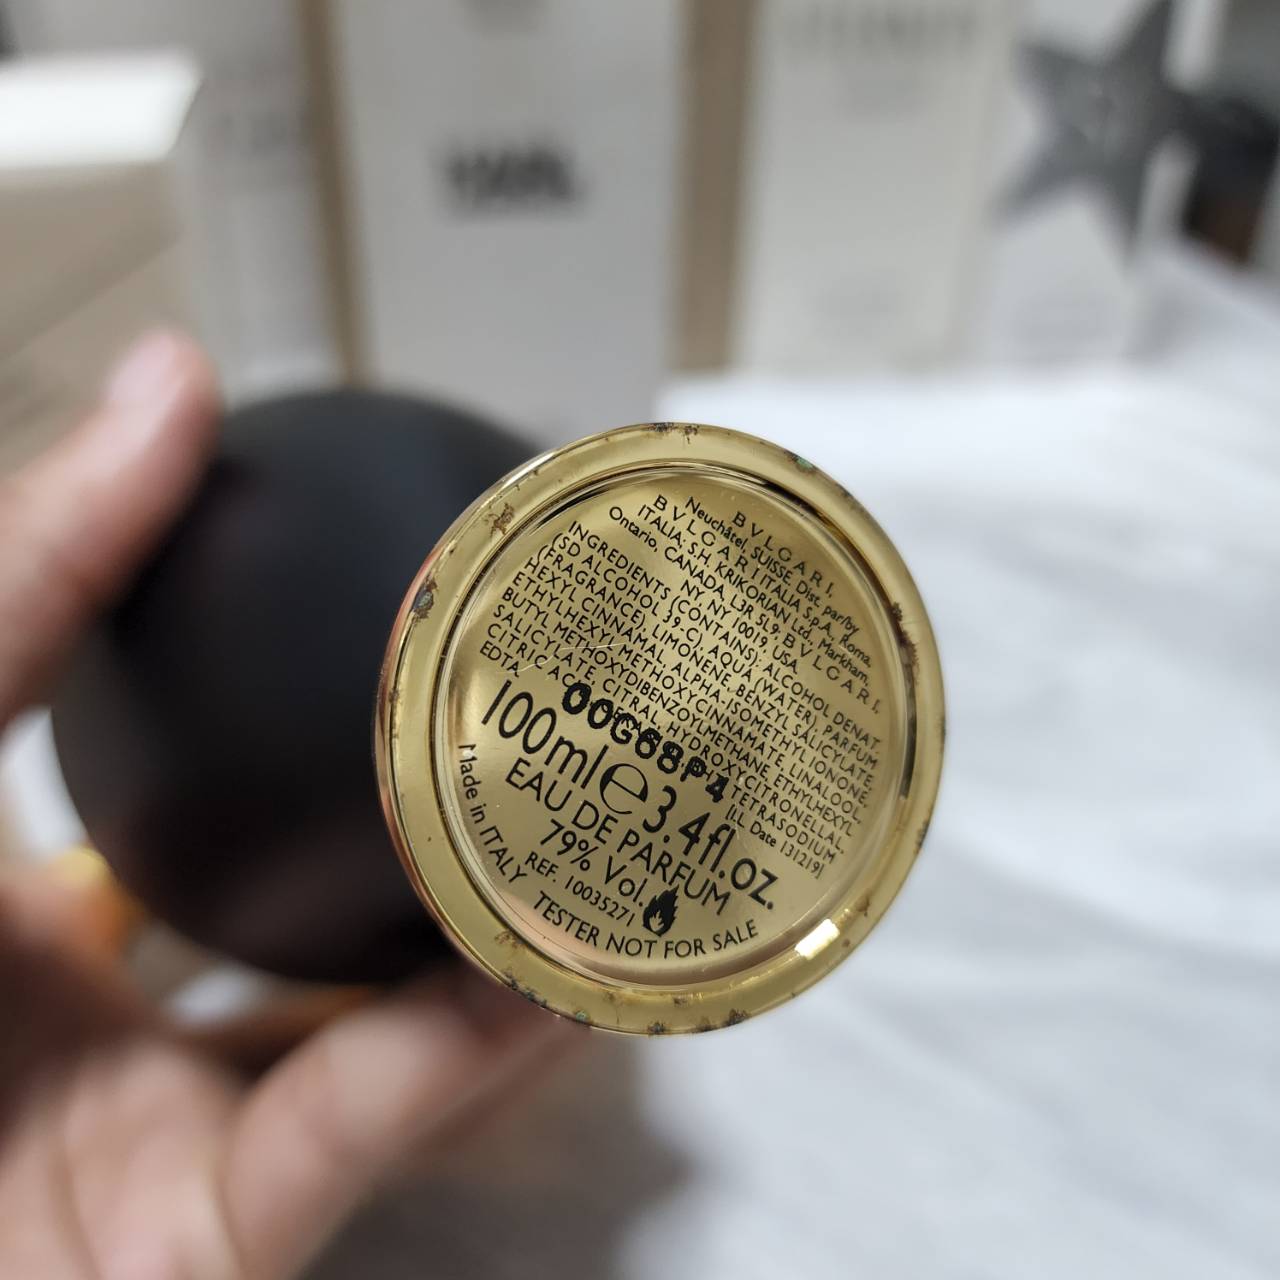 BVLGARI,
Neuchâtel, SUISSE. Dist. par/by
BVLGARI ITALIA S.p.A., Roma,
ITALIA; S.H. KRIKORIAN Ltd., Markham,
Ontario, CANADA, L3R 5L9; BVLGARI,
NY, NY 10019, USA.
INGREDIENTS (CONTAINS): ALCOHOL DENAT.
(SD ALCOHOL 39-C), AQUA (WATER), PARFUM
(FRAGRANCE), LIMONENE, BENZYL SALICYLATE,
HEXYL CINNAMAL, ALPHA-ISOMETHYL IONONE,
ETHYLHEXYL METHOXYCINNAMATE, LINALOOL,
BUTYL METHOXYDIBENZOYLMETHANE, ETHYLHEXYL
SALICYLATE, CITRAL, HYDROXYCITRONELLAL,
CITRIC ACID, TETRASODIUM
EDTA. [I.L. Date 131219]
00G68P4
100ml e 3.4fl.oz.
EAU DE PARFUM
79% Vol.
REF. 10035271
Made in ITALY TESTER NOT FOR SALE